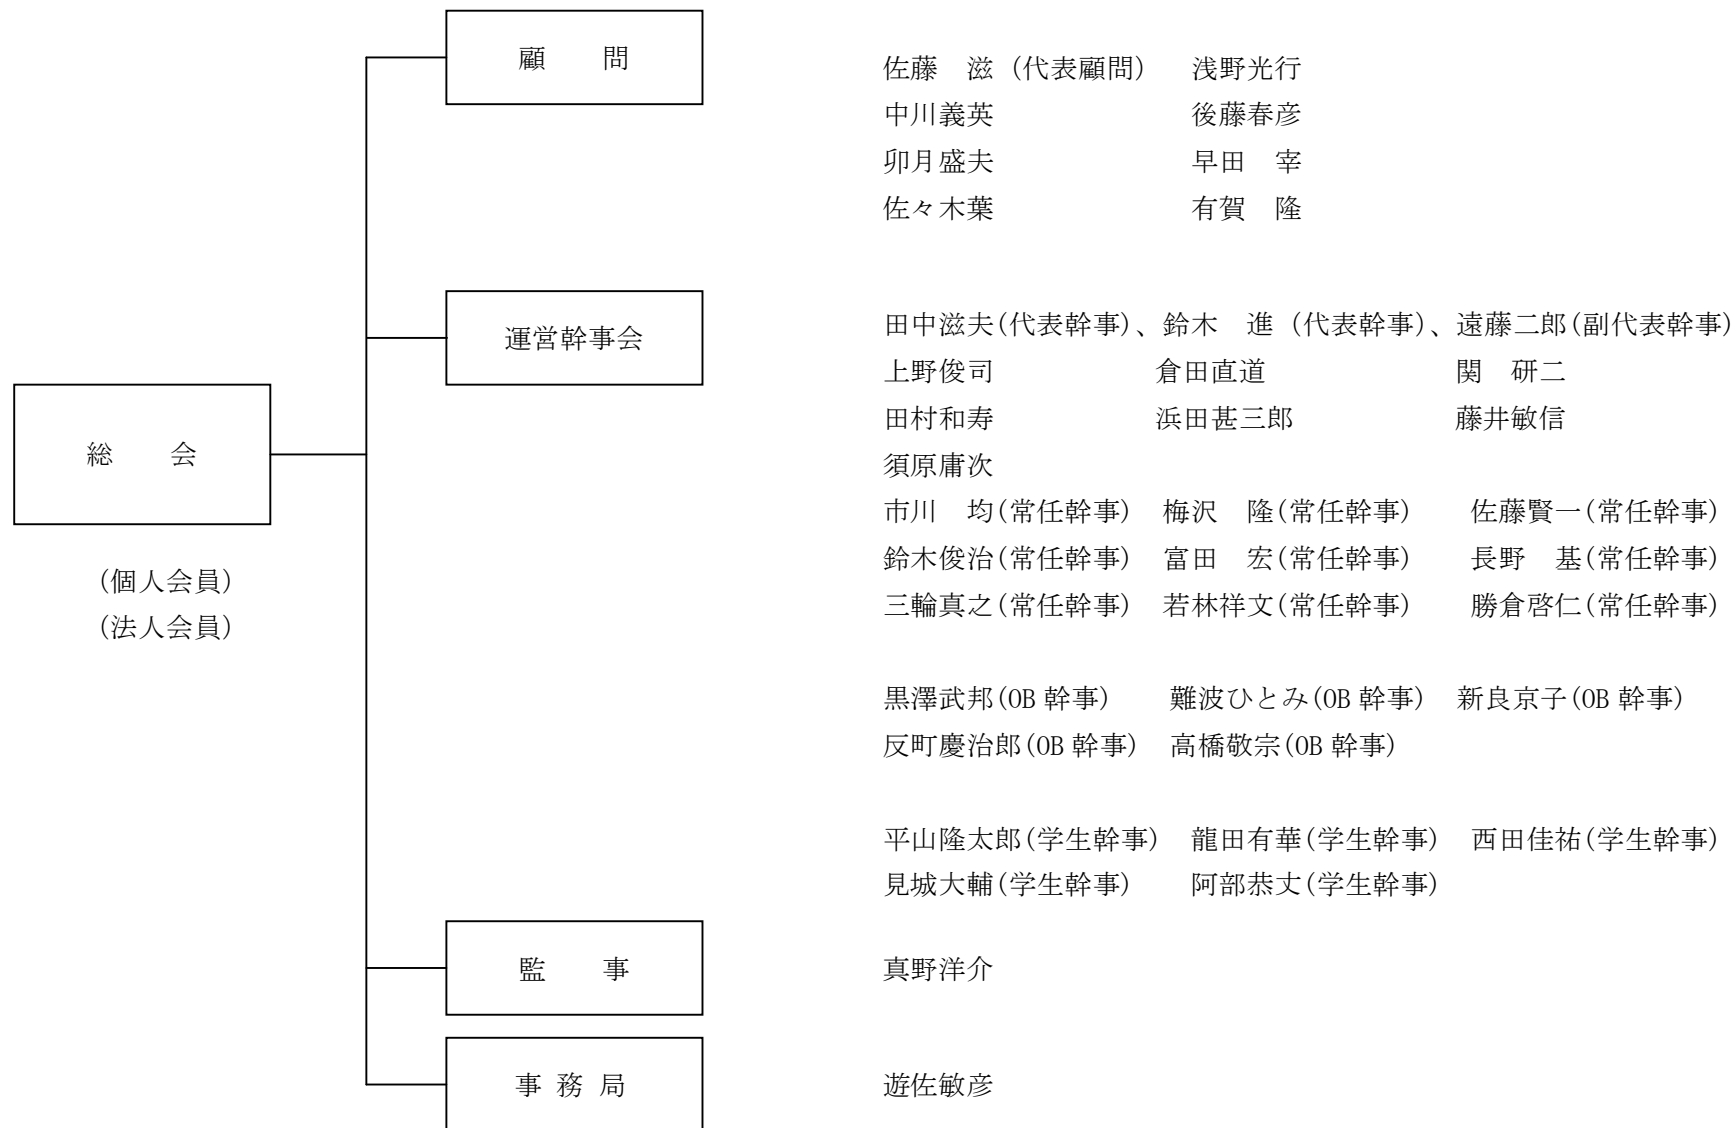 顧　　問
佐藤　滋（代表顧問）　浅野光行
中川義英　後藤春彦
卯月盛夫　早田　宰
佐々木葉　有賀　隆
運営幹事会
田中滋夫(代表幹事)、鈴木　進（代表幹事)、遠藤二郎(副代表幹事)
上野俊司　倉田直道　関　研二
田村和寿　浜田甚三郎　藤井敏信
須原庸次
市川　均(常任幹事)　梅沢　隆(常任幹事)　佐藤賢一(常任幹事)
鈴木俊治(常任幹事)　富田　宏(常任幹事)　長野　基(常任幹事)
三輪真之(常任幹事)　若林祥文(常任幹事)　勝倉啓仁(常任幹事)
総　　会
(個人会員)
(法人会員)
黒澤武邦(OB 幹事)　難波ひとみ(OB 幹事)　新良京子(OB 幹事)
反町慶治郎(OB 幹事)　高橋敬宗(OB 幹事)
平山隆太郎(学生幹事)　龍田有華(学生幹事)　西田佳祐(学生幹事)
見城大輔(学生幹事)　阿部恭丈(学生幹事)
監　　事
真野洋介
事 務 局
遊佐敏彦